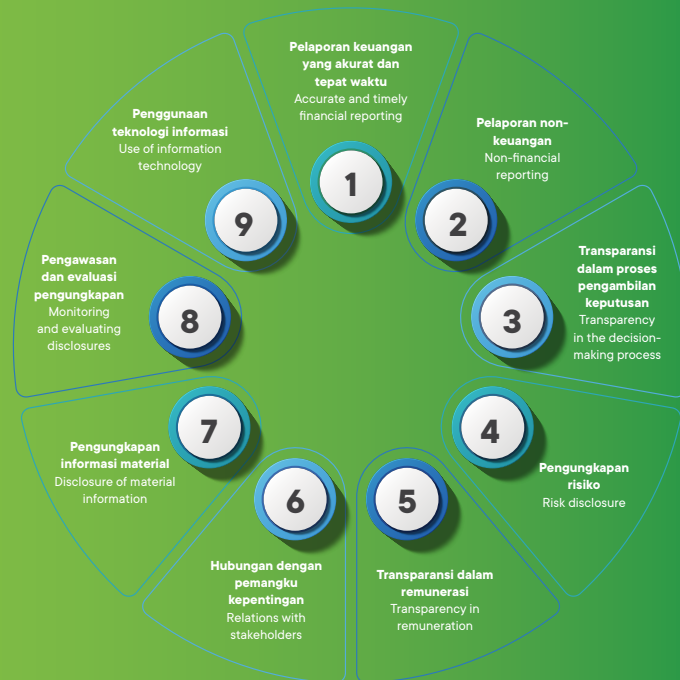 Pelaporan keuangan
yang akurat dan
tepat waktu
Accurate and timely
financial reporting
1
Pelaporan non-
keuangan
Non-financial
reporting
2
Transparansi
dalam proses
pengambilan
keputusan
Transparency
in the decision-
making process
3
4
Pengungkapan
risiko
Risk disclosure
5
Transparansi dalam
remunerasi
Transparency in
remuneration
6
Hubungan dengan
pemangku
kepentingan
Relations with
stakeholders
7
Pengungkapan
informasi material
Disclosure of material
information
8
Pengawasan
dan evaluasi
pengungkapan
Monitoring
and evaluating
disclosures
9
Penggunaan
teknologi informasi
Use of information
technology